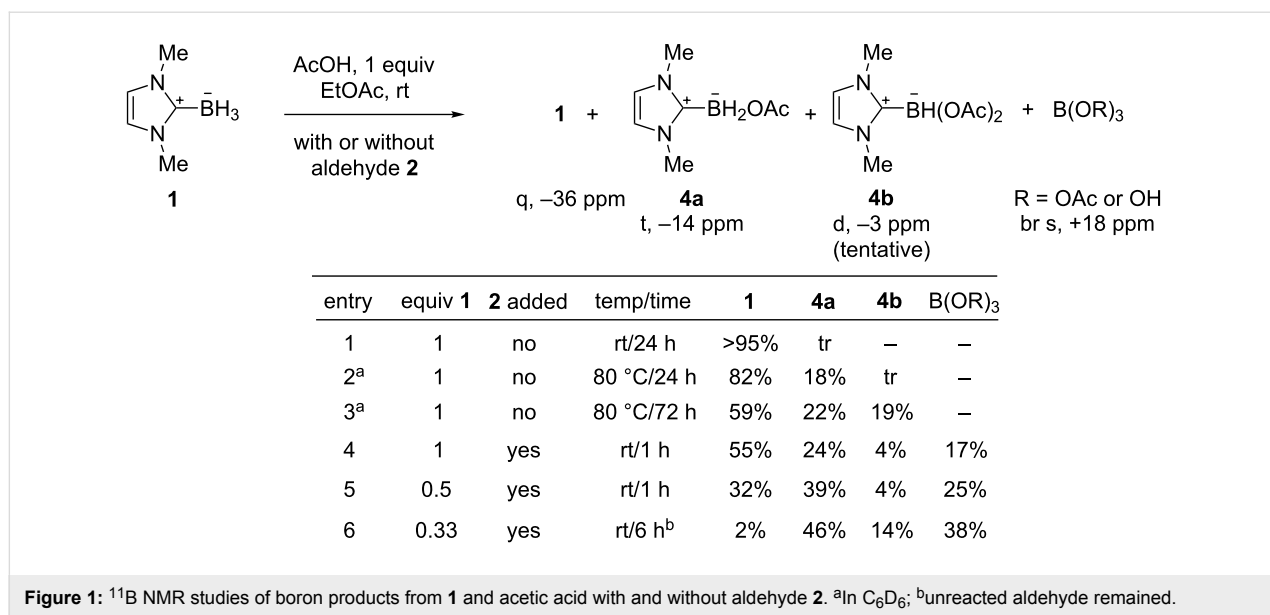 Me
N
N
Me
+
−
BH3
1
AcOH, 1 equiv
EtOAc, rt
with or without
aldehyde 2
1 +
Me
N
N
Me
+
−
BH2OAc
+
Me
N
N
Me
+
−
BH(OAc)2
+ B(OR)3
q, –36 ppm
4a
t, –14 ppm
4b
d, –3 ppm
(tentative)
R = OAc or OH
br s, +18 ppm
entry equiv 1 2 added temp/time 1 4a 4b B(OR)3
1 1 no rt/24 h >95% tr – –
2a 1 no 80 °C/24 h 82% 18% tr –
3a 1 no 80 °C/72 h 59% 22% 19% –
4 1 yes rt/1 h 55% 24% 4% 17%
5 0.5 yes rt/1 h 32% 39% 4% 25%
6 0.33 yes rt/6 hb 2% 46% 14% 38%
Figure 1: 11B NMR studies of boron products from 1 and acetic acid with and without aldehyde 2. aIn C6D6; bunreacted aldehyde remained.